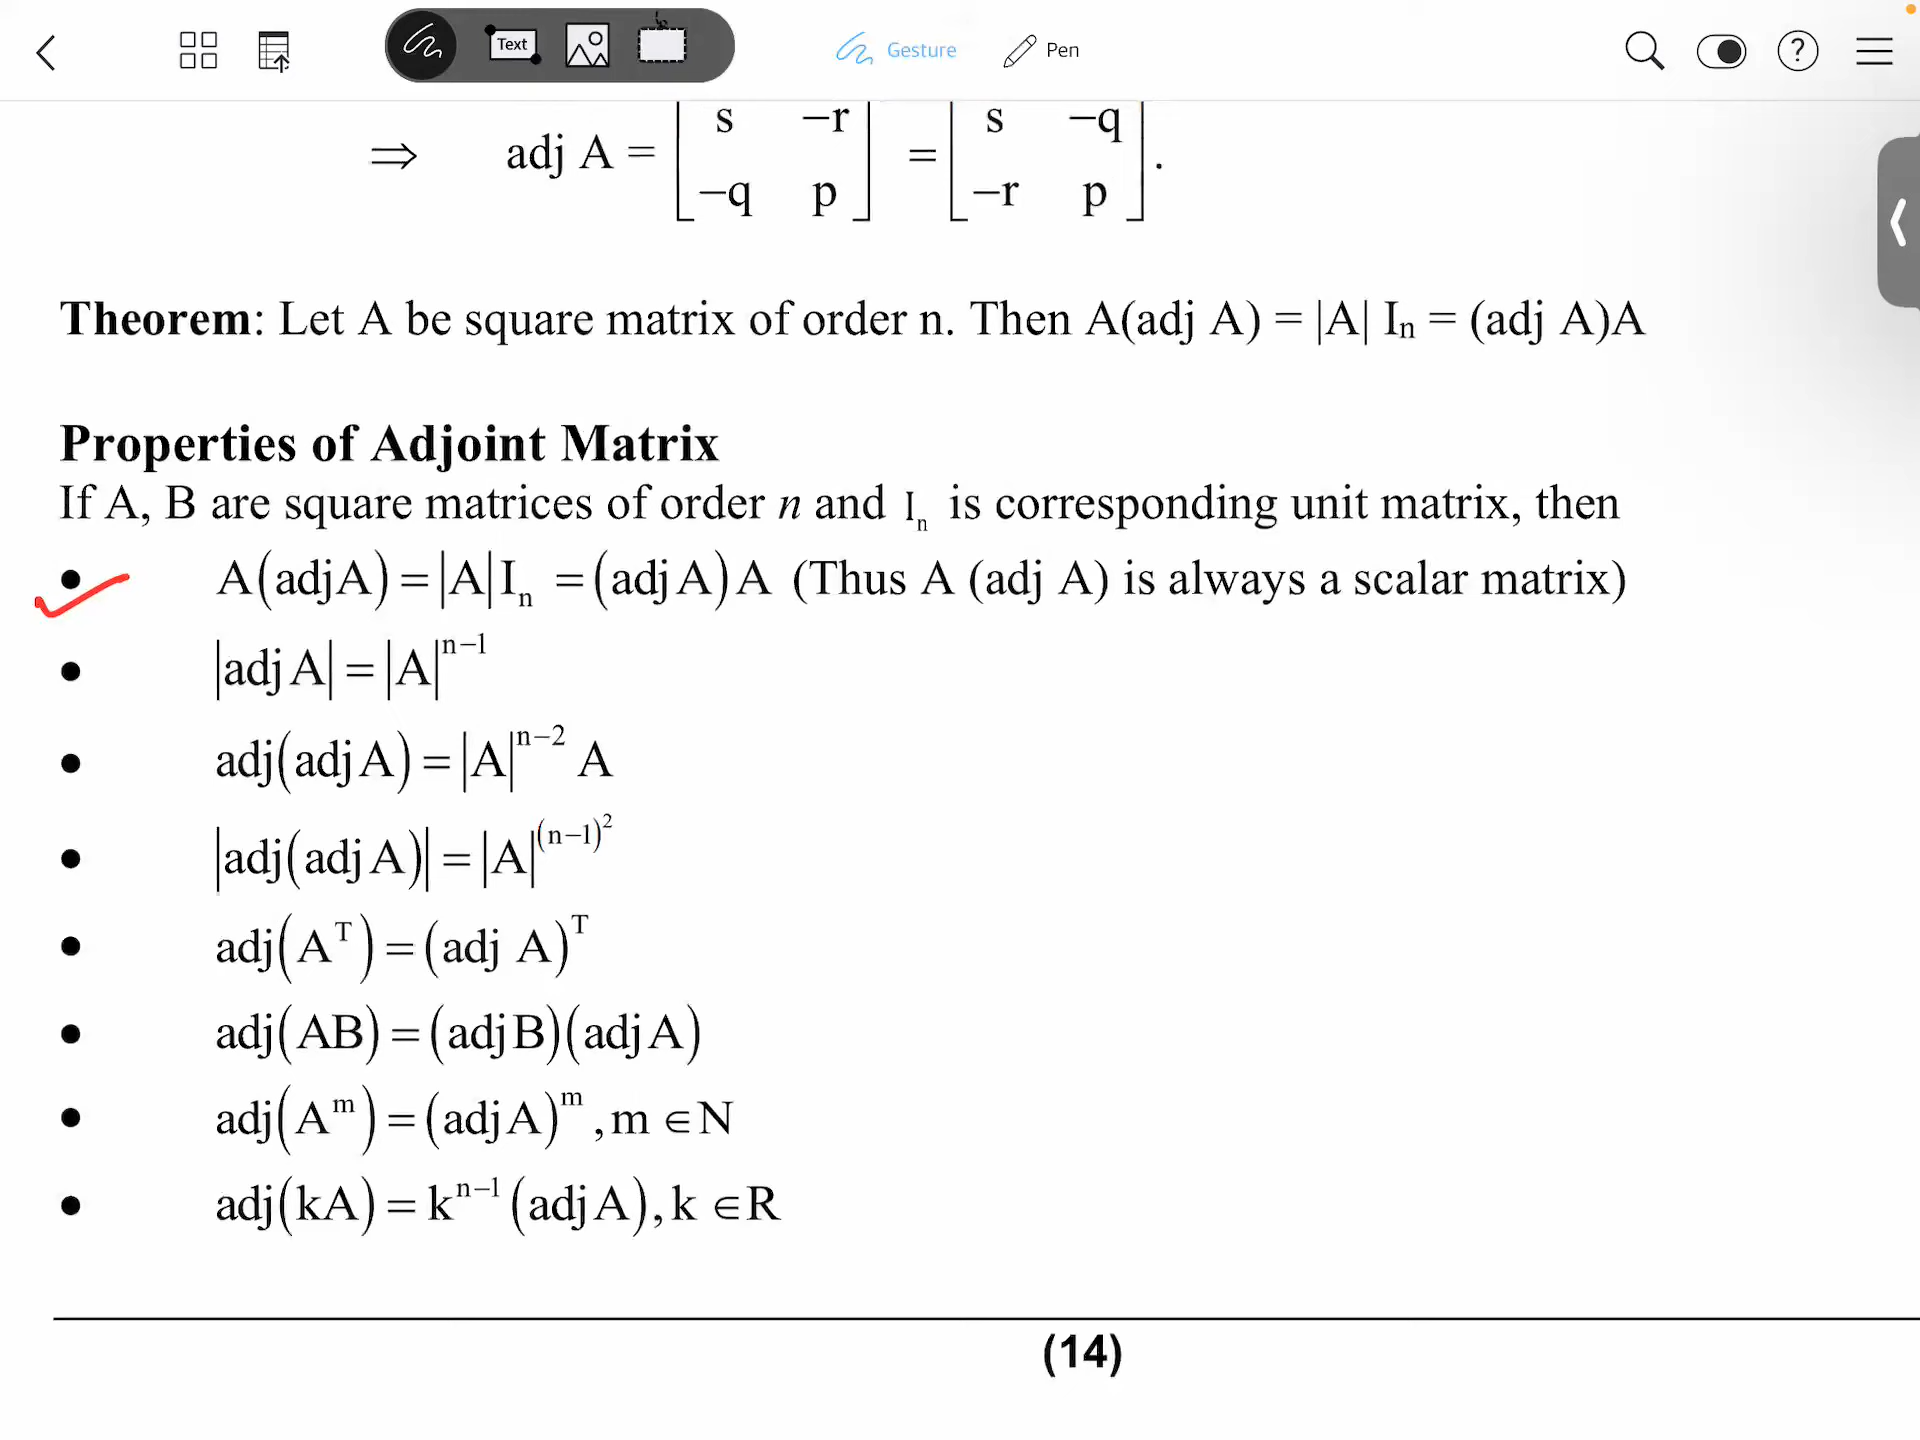 Text Gesture Pen
⇒ adj A = [s −r; −q p] = [s −q; −r p].
Theorem: Let A be square matrix of order n. Then A(adj A) = |A| Iₙ = (adj A)A
Properties of Adjoint Matrix
If A, B are square matrices of order n and Iₙ is corresponding unit matrix, then
• A(adjA) = |A|Iₙ = (adj A)A (Thus A (adj A) is always a scalar matrix)
• |adj A| = |A|ⁿ⁻¹
• adj(adj A) = |A|ⁿ⁻² A
• |adj(adj A)| = |A|^(n−1)²
• adj(Aᵀ) = (adj A)ᵀ
• adj(AB) = (adj B)(adj A)
• adj(Aᵐ) = (adj A)ᵐ, m ∈N
• adj(kA) = kⁿ⁻¹(adj A), k ∈R
(14)